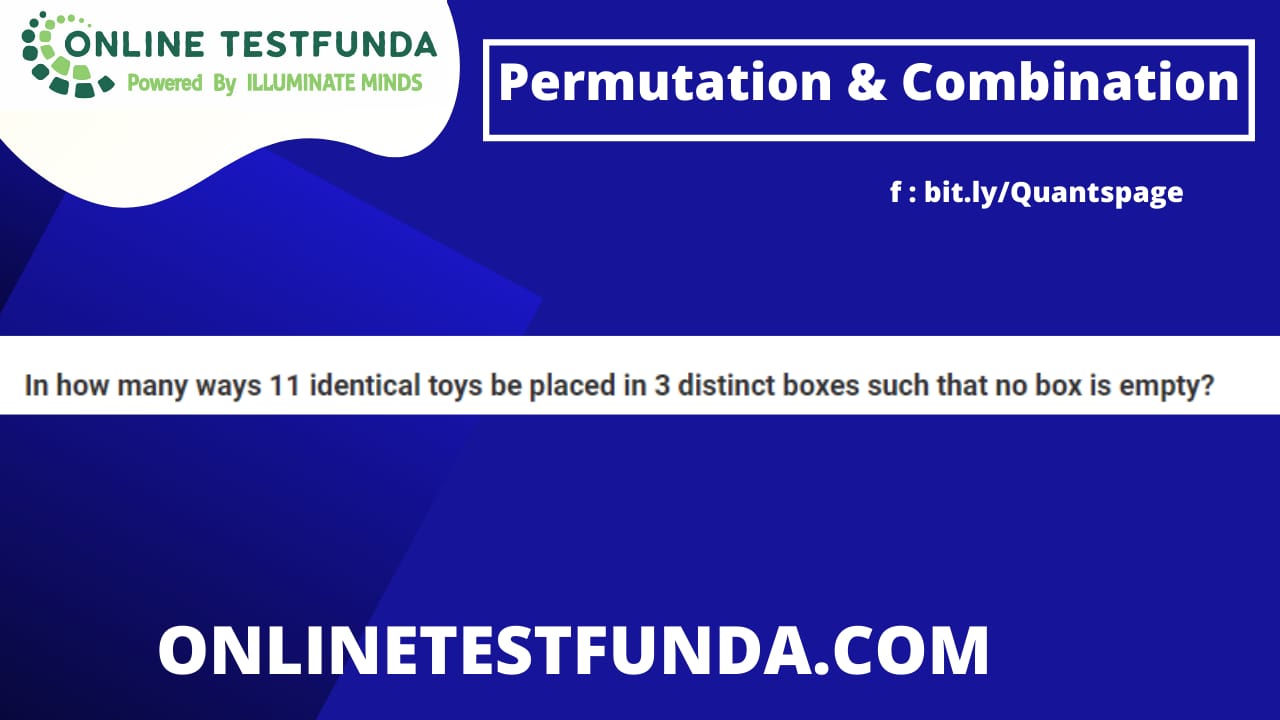 ONLINE TESTFUNDA
Powered By ILLUMINATE MINDS
Permutation & Combination
f : bit.ly/Quantspage
In how many ways 11 identical toys be placed in 3 distinct boxes such that no box is empty?
ONLINETESTFUNDA.COM